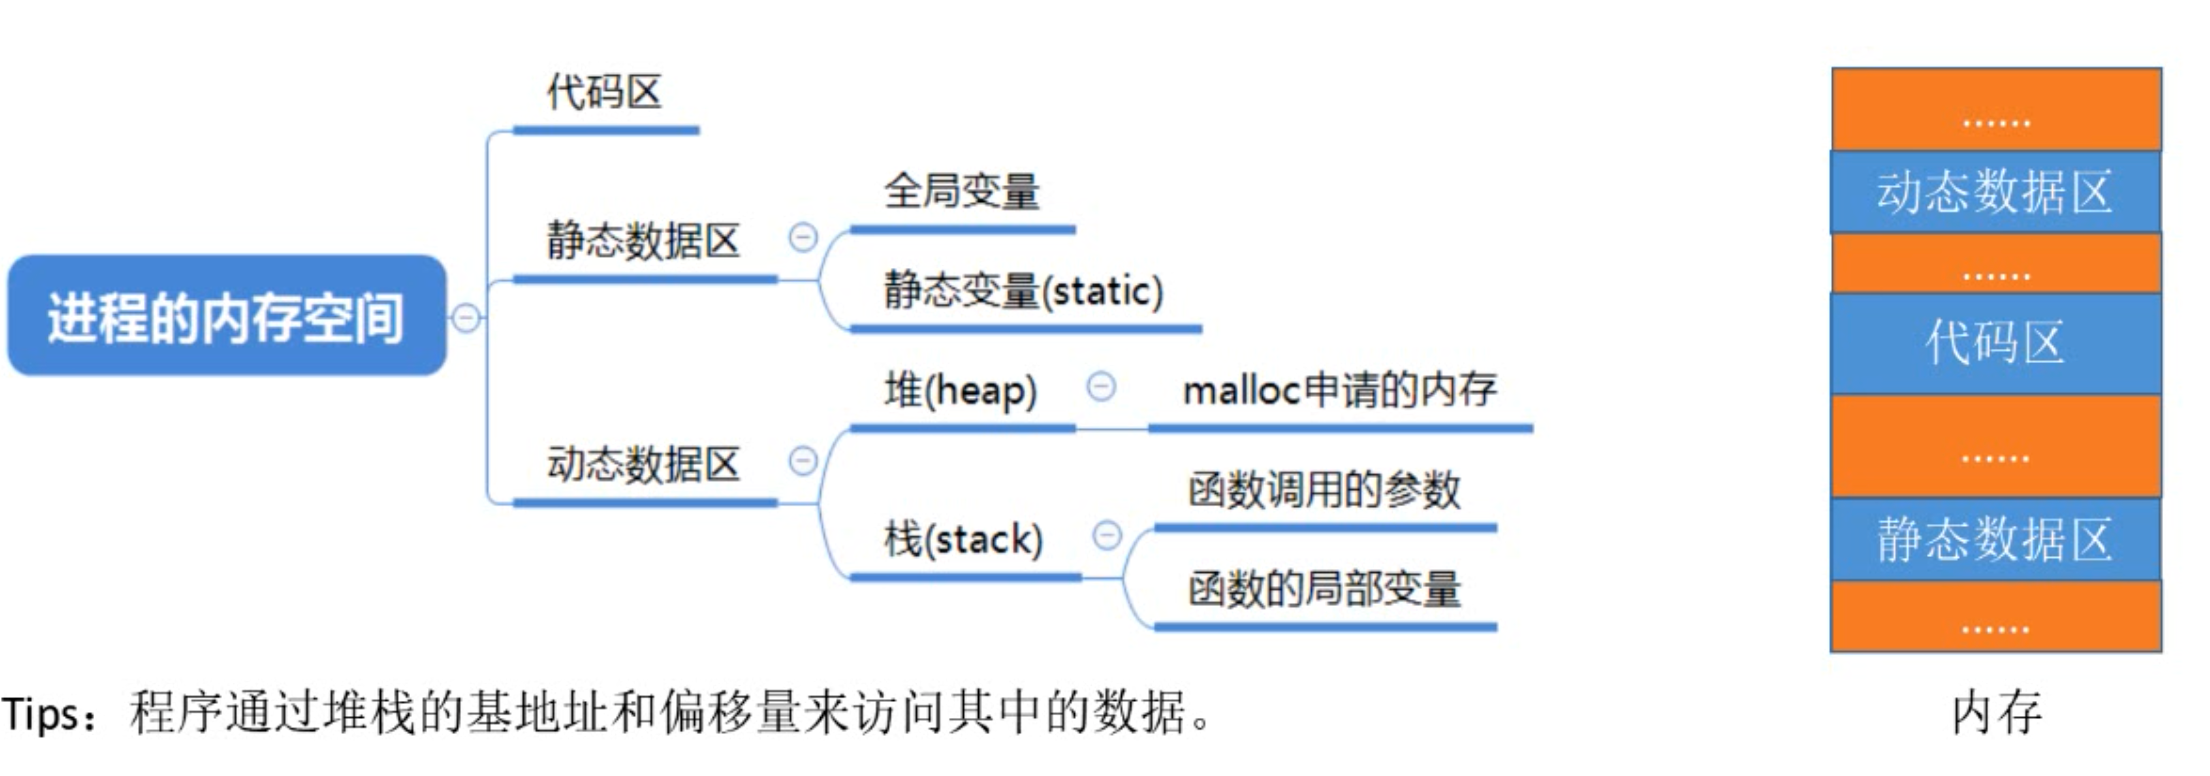 进程的内存空间
代码区
静态数据区
全局变量
静态变量(static)
动态数据区
堆(heap)
malloc申请的内存
栈(stack)
函数调用的参数
函数的局部变量
Tips：程序通过堆栈的基地址和偏移量来访问其中的数据。
......
动态数据区
......
代码区
......
静态数据区
......
内存